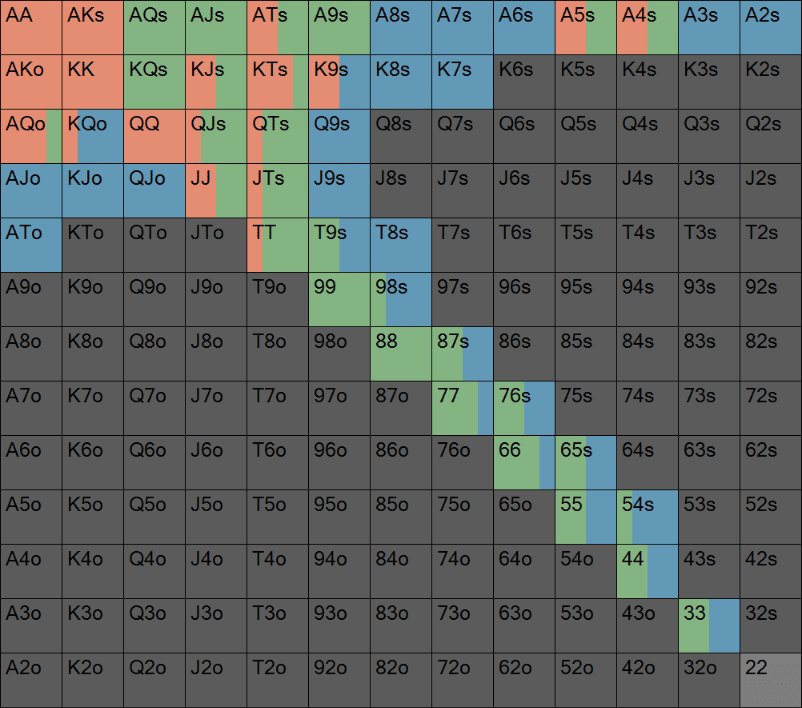 AA AKs AQs AJs ATs A9s A8s A7s A6s A5s A4s A3s A2s
AKo KK KQs KJs KTs K9s K8s K7s K6s K5s K4s K3s K2s
AQo KQo QQ QJs QTs Q9s Q8s Q7s Q6s Q5s Q4s Q3s Q2s
AJo KJo QJo JJ JTs J9s J8s J7s J6s J5s J4s J3s J2s
ATo KTo QTo JTo TT T9s T8s T7s T6s T5s T4s T3s T2s
A9o K9o Q9o J9o T9o 99 98s 97s 96s 95s 94s 93s 92s
A8o K8o Q8o J8o T8o 98o 88 87s 86s 85s 84s 83s 82s
A7o K7o Q7o J7o T7o 97o 87o 77 76s 75s 74s 73s 72s
A6o K6o Q6o J6o T6o 96o 86o 76o 66 65s 64s 63s 62s
A5o K5o Q5o J5o T5o 95o 85o 75o 65o 55 54s 53s 52s
A4o K4o Q4o J4o T4o 94o 84o 74o 64o 54o 44 43s 42s
A3o K3o Q3o J3o T3o 93o 83o 73o 63o 53o 43o 33 32s
A2o K2o Q2o J2o T2o 92o 82o 72o 62o 52o 42o 32o 22